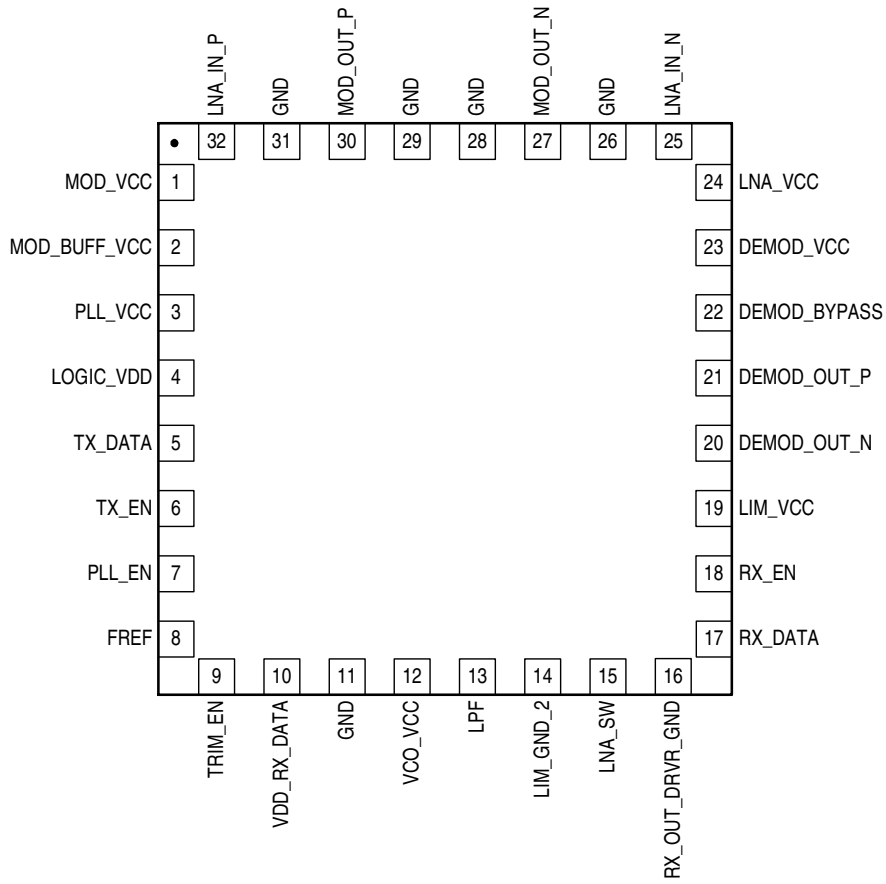 LNA_IN_P
GND
MOD_OUT_P
GND
GND
MOD_OUT_N
GND
LNA_IN_N
32 31 30 29 28 27 26 25
MOD_VCC 1
24 LNA_VCC
MOD_BUFF_VCC 2
23 DEMOD_VCC
PLL_VCC 3
22 DEMOD_BYPASS
LOGIC_VDD 4
21 DEMOD_OUT_P
TX_DATA 5
20 DEMOD_OUT_N
TX_EN 6
19 LIM_VCC
PLL_EN 7
18 RX_EN
FREF 8
17 RX_DATA
9 10 11 12 13 14 15 16
TRIM_EN
VDD_RX_DATA
GND
VCO_VCC
LPF
LIM_GND_2
LNA_SW
RX_OUT_DRVR_GND